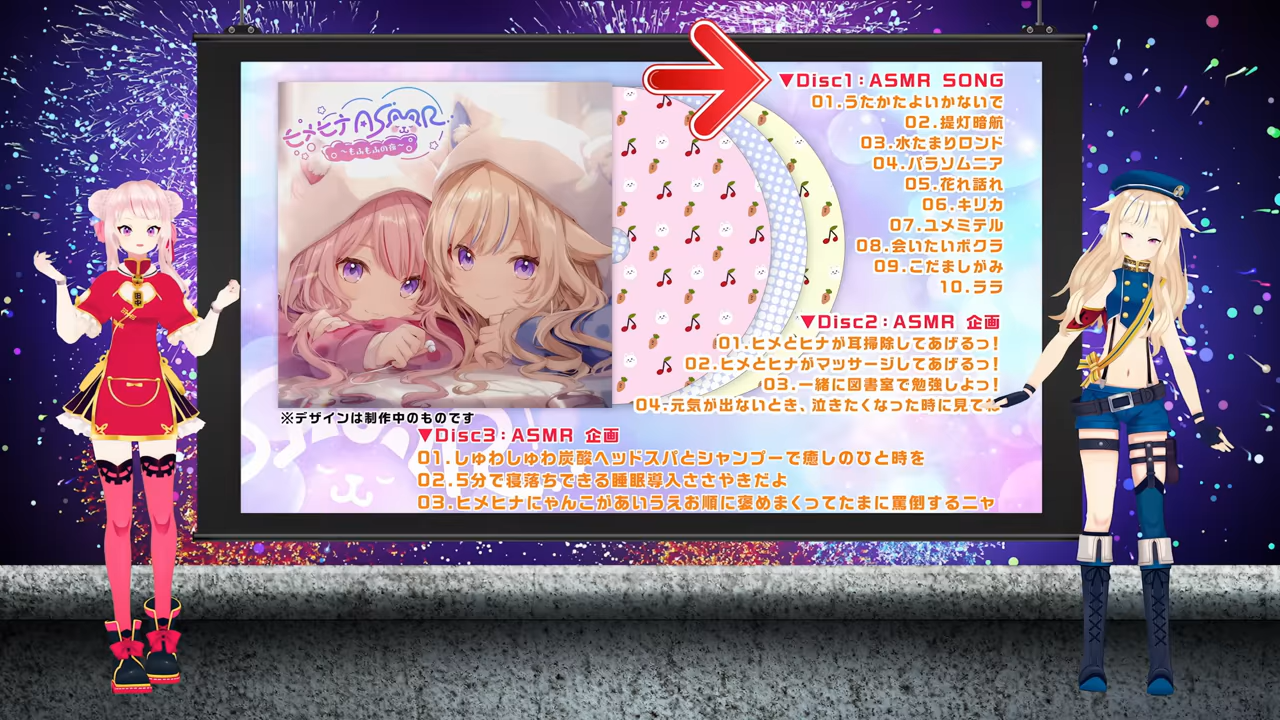 ヒメヒナASMR
～もふもふの宿～
▼Disc1:ASMR SONG
01.うたかたよいかないで
02.提灯暗航
03.水たまりロンド
04.パラソムニア
05.花れ話れ
06.キリカ
07.ユメミテル
08.会いたいボクラ
09.こだましがみ
10.ララ
▼Disc2:ASMR 企画
01.ヒメとヒナが耳掃除してあげるっ!
02.ヒメとヒナがマッサージしてあげるっ!
03.一緒に図書室で勉強しよっ!
04.元気が出ないとき、泣きたくなった時に見て
※デザインは制作中のものです
▼Disc3:ASMR 企画
01.しゅわしゅわ炭酸ヘッドスパとシャンプーで癒しのひと時を
02.5分で寝落ちできる睡眠導入ささやきだよ
03.ヒメヒナにゃんこがあいうえお順に褒めまくってたまに罵倒するニャ